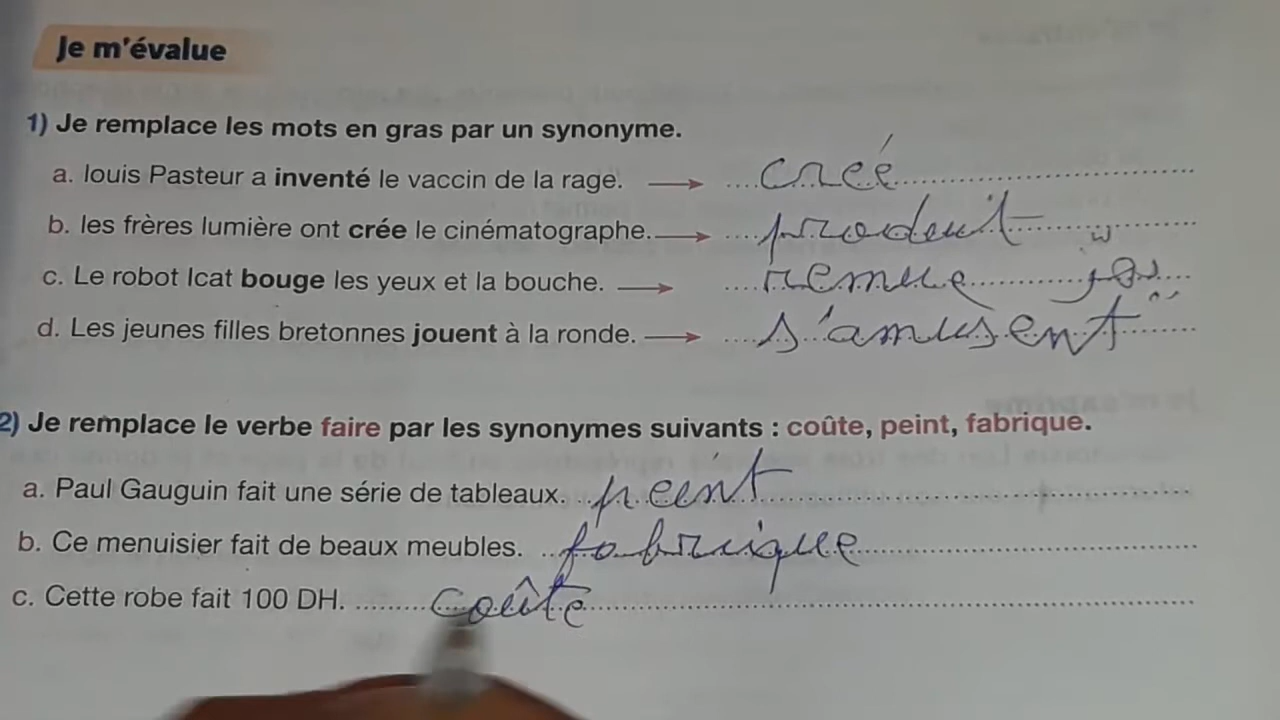 Je m'évalue
1) Je remplace les mots en gras par un synonyme.
a. louis Pasteur a inventé le vaccin de la rage. → créé
b. les frères lumière ont crée le cinématographe. → produit
c. Le robot Icat bouge les yeux et la bouche. → remue
d. Les jeunes filles bretonnes jouent à la ronde. → s'amusent
2) Je remplace le verbe faire par les synonymes suivants : coûte, peint, fabrique.
a. Paul Gauguin fait une série de tableaux. peint
b. Ce menuisier fait de beaux meubles. fabrique
c. Cette robe fait 100 DH. coûte